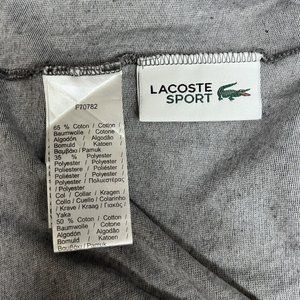 F70782
65 % Coton / Cotton
Baumwolle / Cotone
Algodón / Algodão
Bomuld / Katoen
Βαμβάκι / Pamuk
35 % Polyester
Polyester / Poliestere
Poliéster / Poliéster
Polyester / Polyester
Πολυεστέρας / Polyester
Col / Collar / Kragen
Collo / Cuello / Colarinho
Krave / Kraag / Γιακάς
Yaka
50 % Coton / Cotton
Baumwolle / Cotone
Algodón / Algodão
Bomuld / Katoen
LACOSTE
SPORT